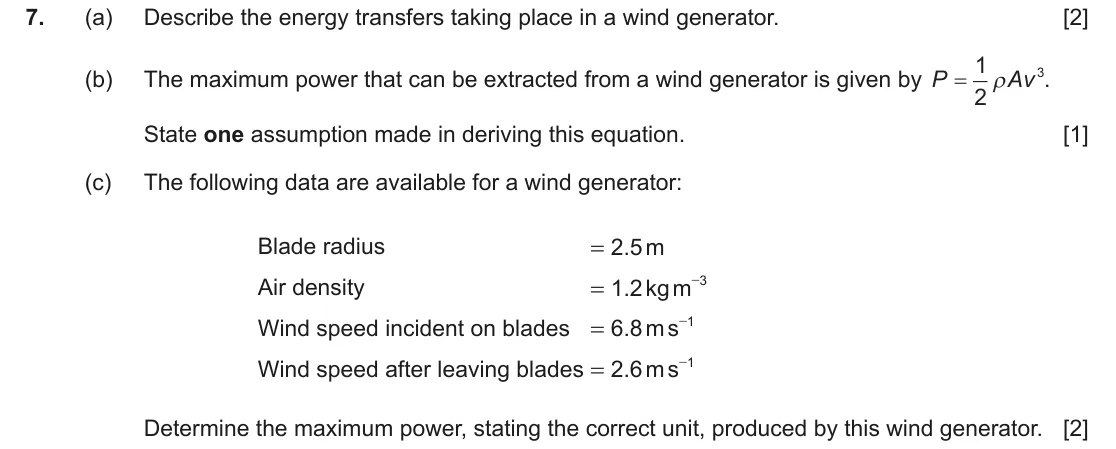 7. (a) Describe the energy transfers taking place in a wind generator. [2]
(b) The maximum power that can be extracted from a wind generator is given by P = 1/2 ρAv³.
State one assumption made in deriving this equation. [1]
(c) The following data are available for a wind generator:
Blade radius = 2.5 m
Air density = 1.2 kg m⁻³
Wind speed incident on blades = 6.8 m s⁻¹
Wind speed after leaving blades = 2.6 m s⁻¹
Determine the maximum power, stating the correct unit, produced by this wind generator. [2]